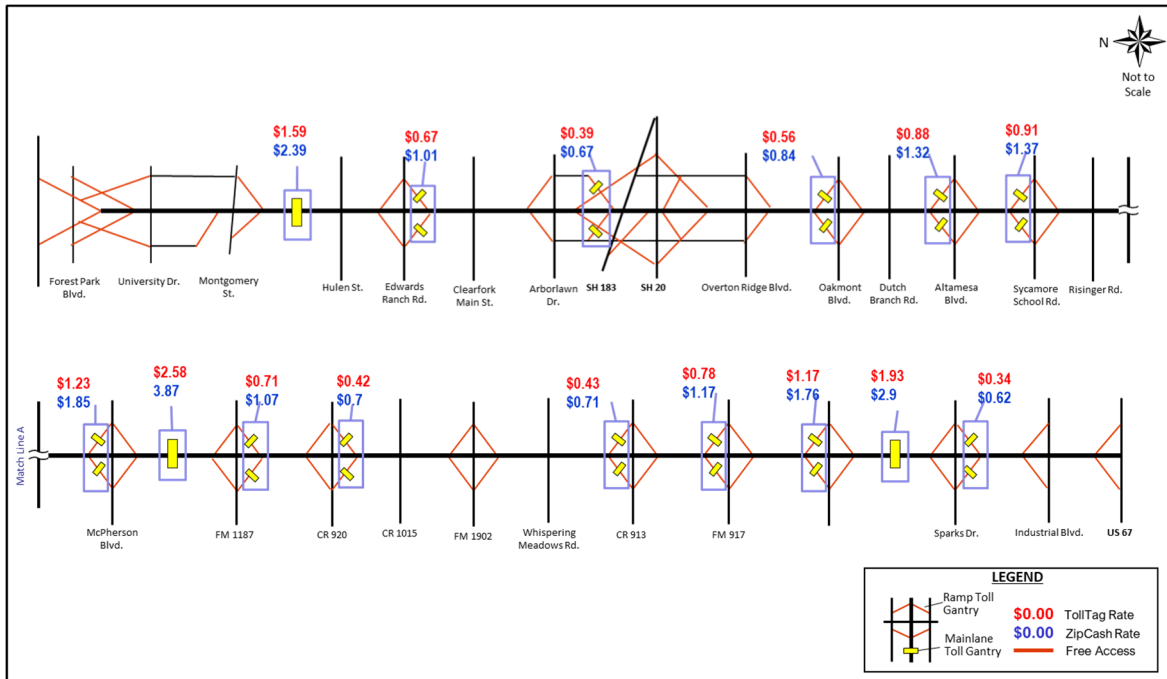 N
Not to
Scale
$1.59
$2.39
$0.67
$1.01
$0.39
$0.67
$0.56
$0.84
$0.88
$1.32
$0.91
$1.37
Forest Park
Blvd.
University Dr.
Montgomery
St.
Hulen St.
Edwards
Ranch Rd.
Clearfork
Main St.
Arborlawn
Dr.
SH 183
SH 20
Overton Ridge Blvd.
Oakmont
Blvd.
Dutch
Branch Rd.
Altamesa
Blvd.
Sycamore
School Rd.
Risinger Rd.
Match Line A
$1.23
$1.85
$2.58
3.87
$0.71
$1.07
$0.42
$0.7
$0.43
$0.71
$0.78
$1.17
$1.17
$1.76
$1.93
$2.9
$0.34
$0.62
McPherson
Blvd.
FM 1187
CR 920
CR 1015
FM 1902
Whispering
Meadows Rd.
CR 913
FM 917
Sparks Dr.
Industrial Blvd.
US 67
LEGEND
Ramp Toll
Gantry
Mainlane
Toll Gantry
$0.00 TollTag Rate
$0.00 ZipCash Rate
Free Access